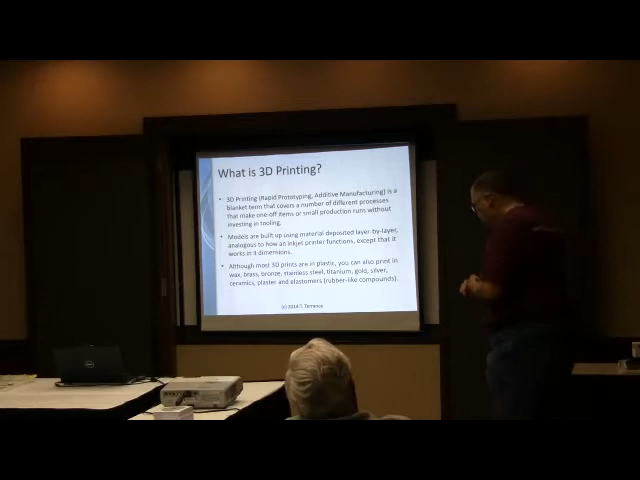 What is 3D Printing?
• 3D Printing (Rapid Prototyping, Additive Manufacturing) is a
blanket term that covers a number of different processes
that make one-off items or small production runs without
investing in tooling.
• Models are built up using material deposited layer-by-layer,
analogous to how an inkjet printer functions, except that it
works in 3 dimensions.
• Although most 3D prints are in plastic, you can also print in
wax, brass, bronze, stainless steel, titanium, gold, silver,
ceramics, plaster and elastomers (rubber-like compounds).
(c) 2014 T. Terrance